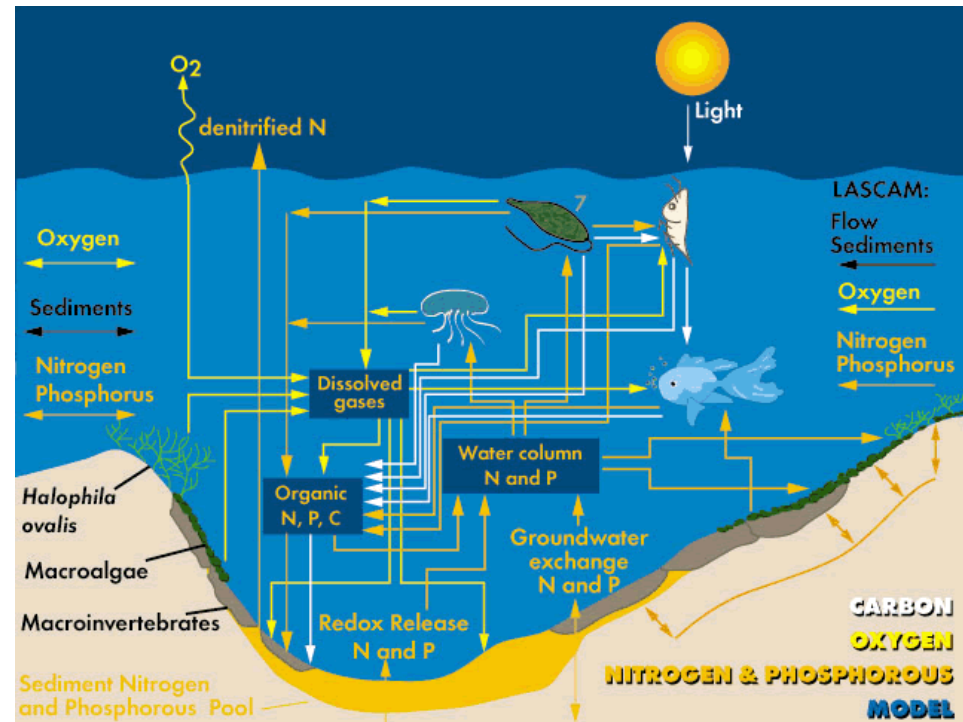 O2
denitrified N
Light
7
LASCAM:
Flow
Sediments
Oxygen
Nitrogen
Phosphorus
Oxygen
Sediments
Nitrogen
Phosphorus
Dissolved
gases
Water column
N and P
Organic
N, P, C
Halophila
ovalis
Macroalgae
Macroinvertebrates
Groundwater
exchange
N and P
Redox Release
N and P
Sediment Nitrogen
and Phosphorous Pool
CARBON
OXYGEN
NITROGEN & PHOSPHOROUS
MODEL